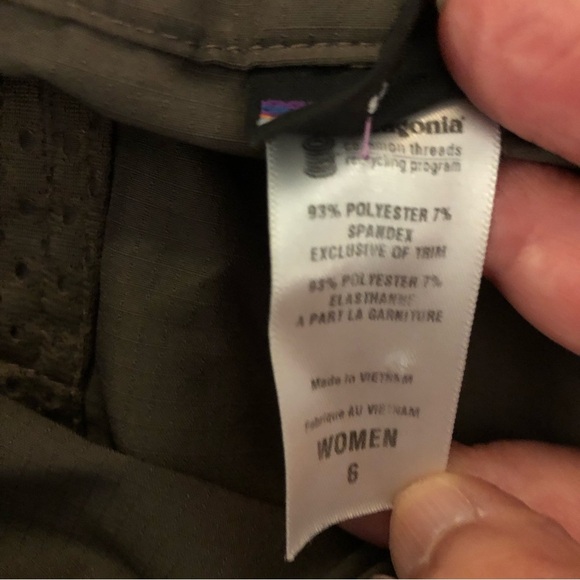 patagonia®
common threads
recycling program
93% POLYESTER 7%
SPANDEX
EXCLUSIVE OF TRIM
93% POLYESTER 7%
ELASTHANNE
A PART LA GARNITURE
Made in VIETNAM
Fabrique AU VIETNAM
WOMEN
6